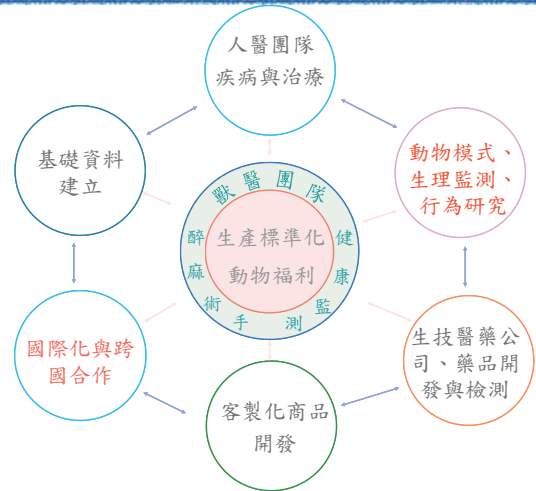 人醫團隊
疾病與治療
基礎資料
建立
動物模式、
生理監測、
行為研究
獸醫團隊
生產標準化
動物福利
醉麻術手
健康監測
國際化與跨
國合作
生技醫藥公
司、藥品開
發與檢測
客製化商品
開發